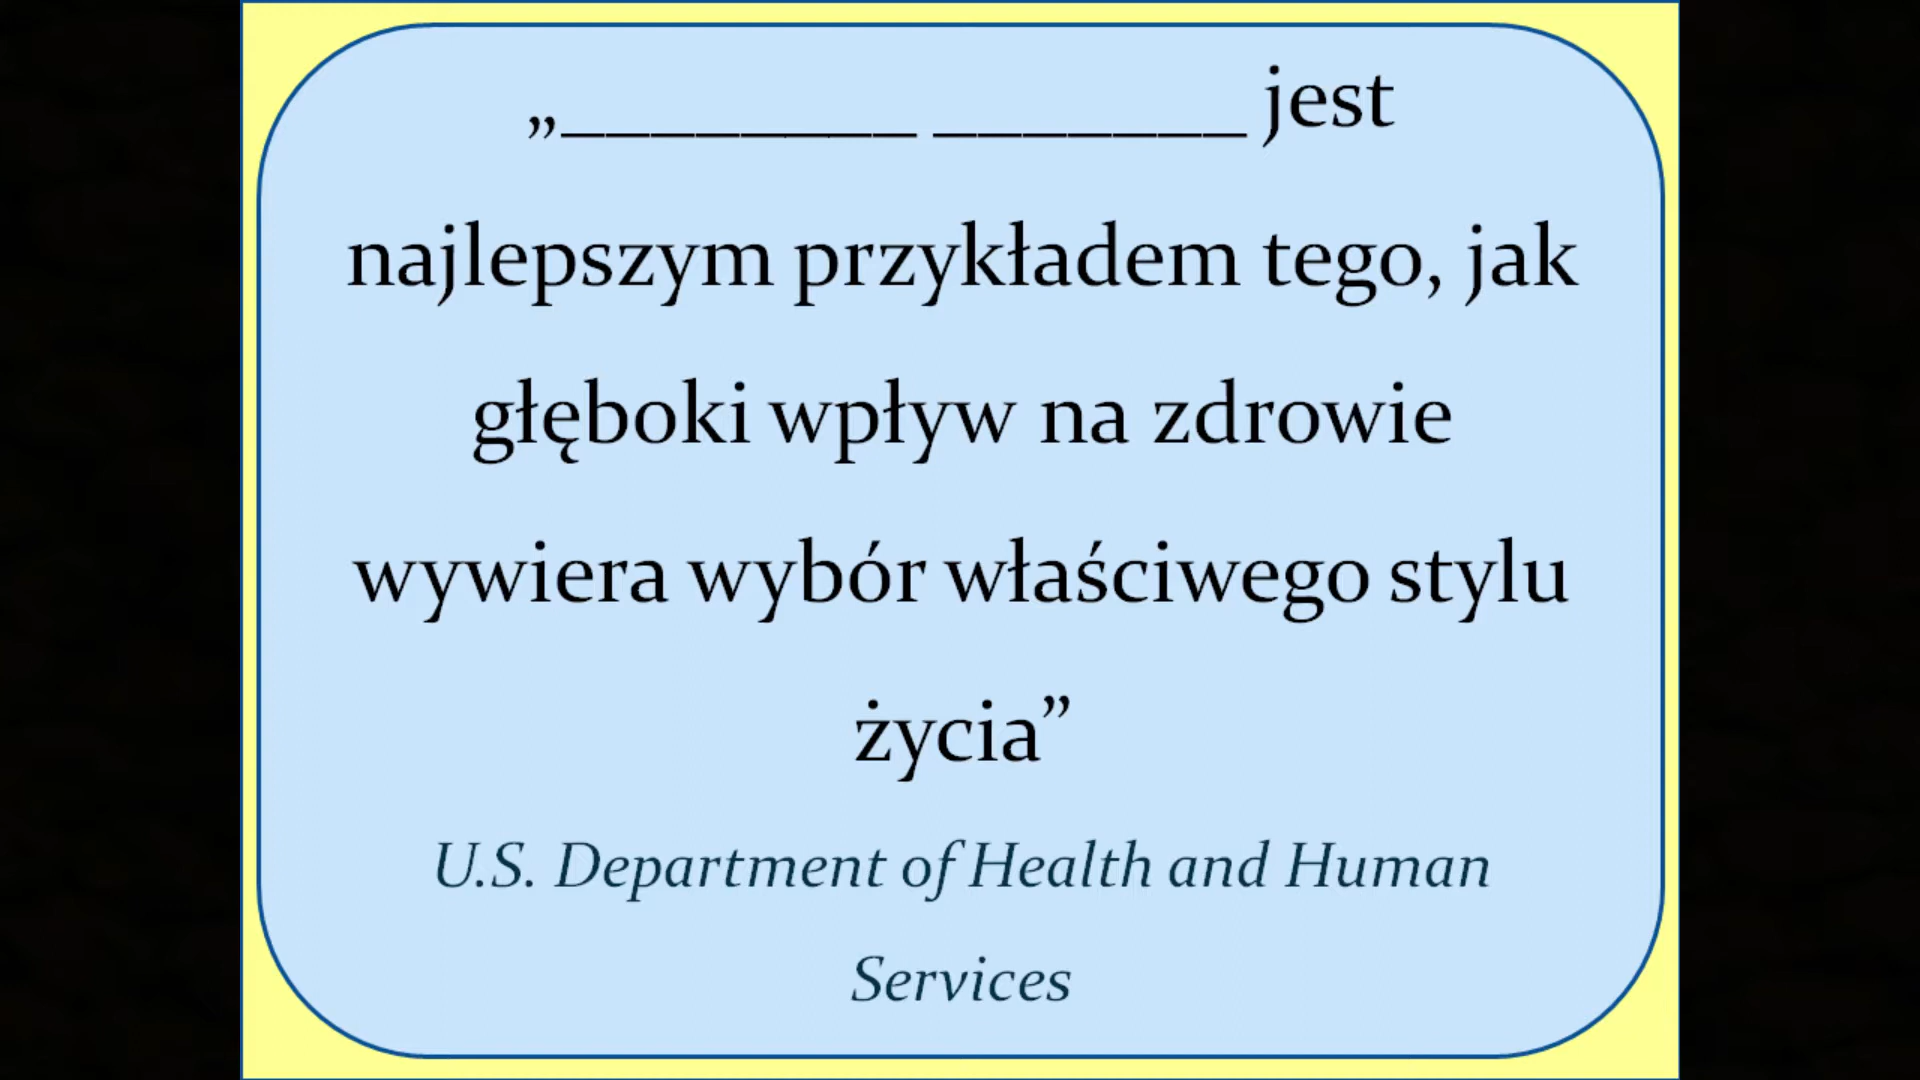 „________ _______ jest
najlepszym przykładem tego, jak
głęboki wpływ na zdrowie
wywiera wybór właściwego stylu
życia”
U.S. Department of Health and Human
Services